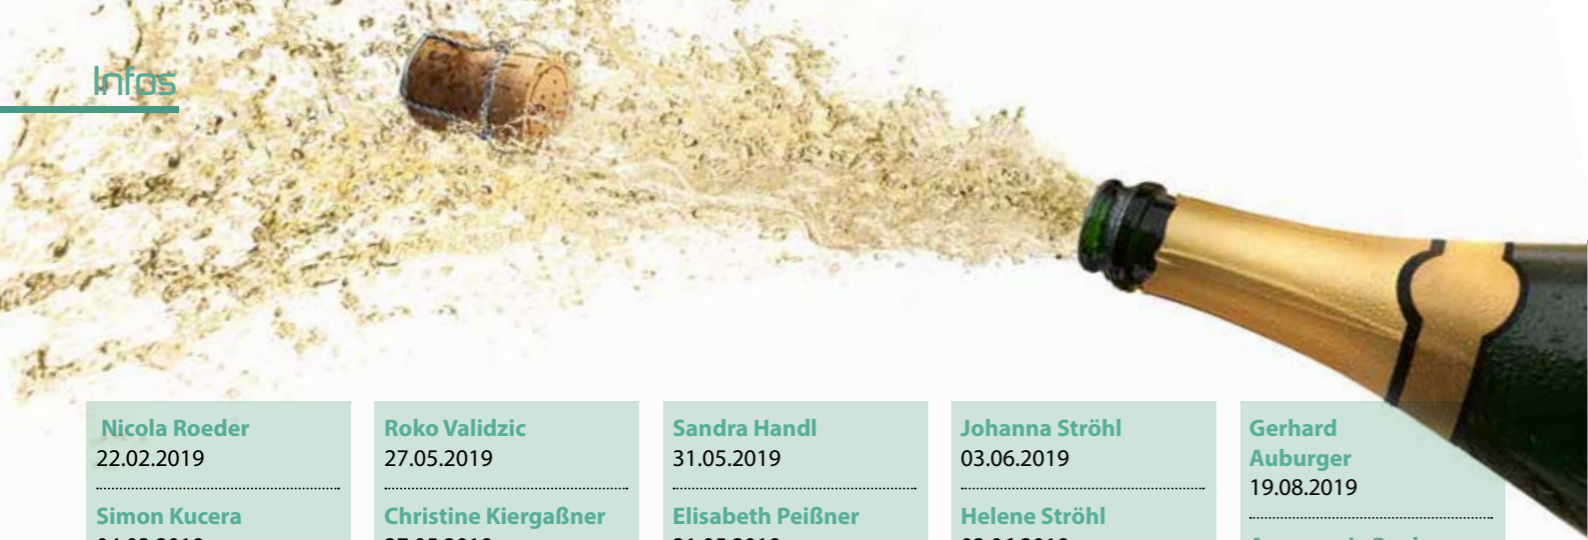 Infos
Nicola Roeder
22.02.2019
Simon Kucera
Roko Validzic
27.05.2019
Christine Kiergaßner
Sandra Handl
31.05.2019
Elisabeth Peißner
Johanna Ströhl
03.06.2019
Helene Ströhl
Gerhard
Auburger
19.08.2019